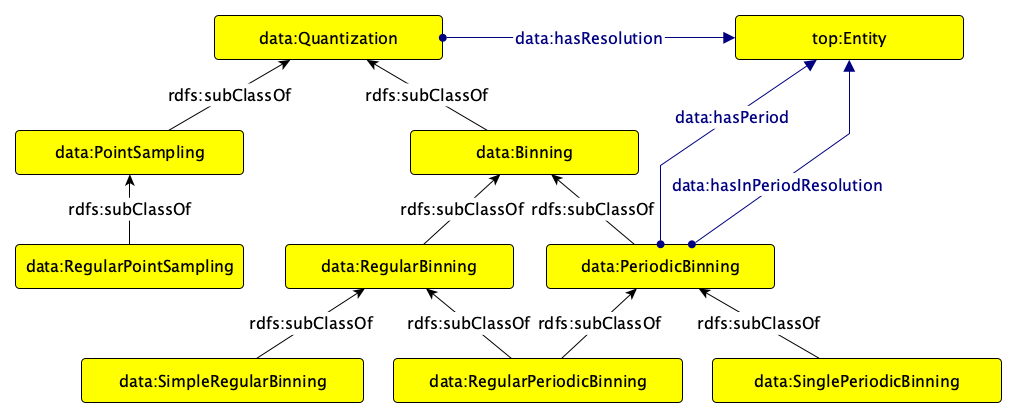 data:Quantization
data:hasResolution
top:Entity
rdfs:subClassOf
rdfs:subClassOf
data:hasPeriod
data:PointSampling
data:Binning
data:hasInPeriodResolution
rdfs:subClassOf
rdfs:subClassOf
rdfs:subClassOf
data:RegularPointSampling
data:RegularBinning
data:PeriodicBinning
rdfs:subClassOf
rdfs:subClassOf
rdfs:subClassOf
rdfs:subClassOf
data:SimpleRegularBinning
data:RegularPeriodicBinning
data:SinglePeriodicBinning